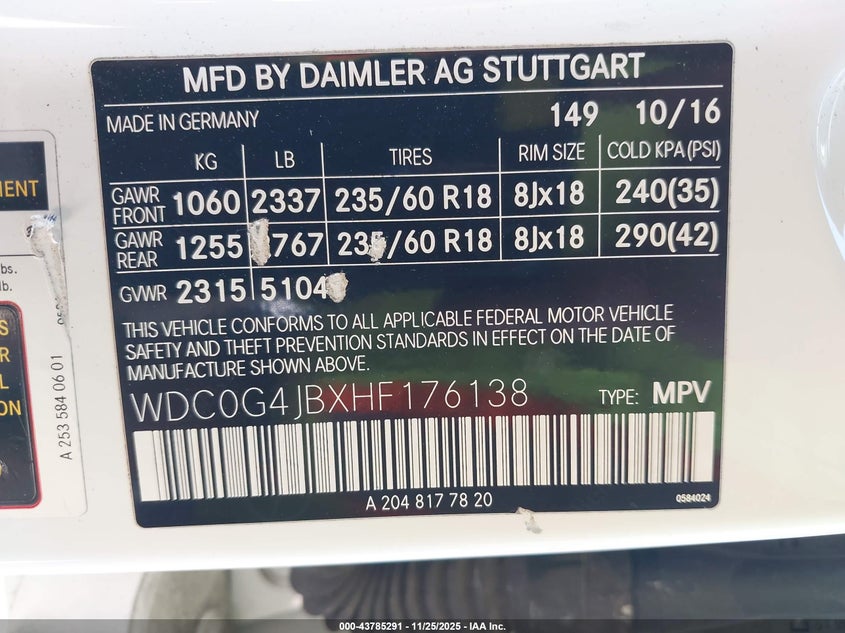 MFD BY DAIMLER AG STUTTGART
MADE IN GERMANY 149 10/16
KG LB TIRES RIM SIZE COLD KPA (PSI)
GAWR FRONT 1060 2337 235/60 R18 8Jx18 240(35)
GAWR REAR 1255 767 235/60 R18 8Jx18 290(42)
GVWR 2315 5104
THIS VEHICLE CONFORMS TO ALL APPLICABLE FEDERAL MOTOR VEHICLE
SAFETY AND THEFT PREVENTION STANDARDS IN EFFECT ON THE DATE OF
MANUFACTURE SHOWN ABOVE.
WDC0G4JBXHF176138 TYPE: MPV
A 204 817 78 20 0584024
A 253 584 06 01
lbs.
lb.
000-43785291 - 11/25/2025 - IAA Inc.